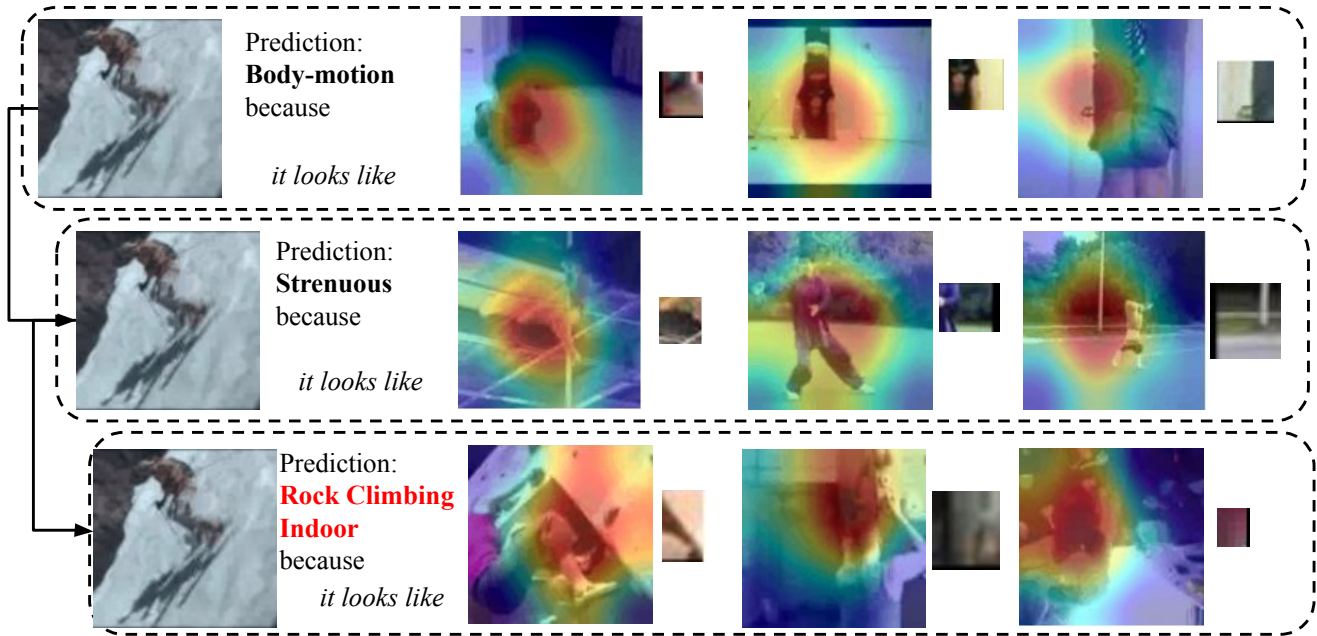 Prediction:
Body-motion
because
it looks like
Prediction:
Strenuous
because
it looks like
Prediction:
Rock Climbing
Indoor
because
it looks like